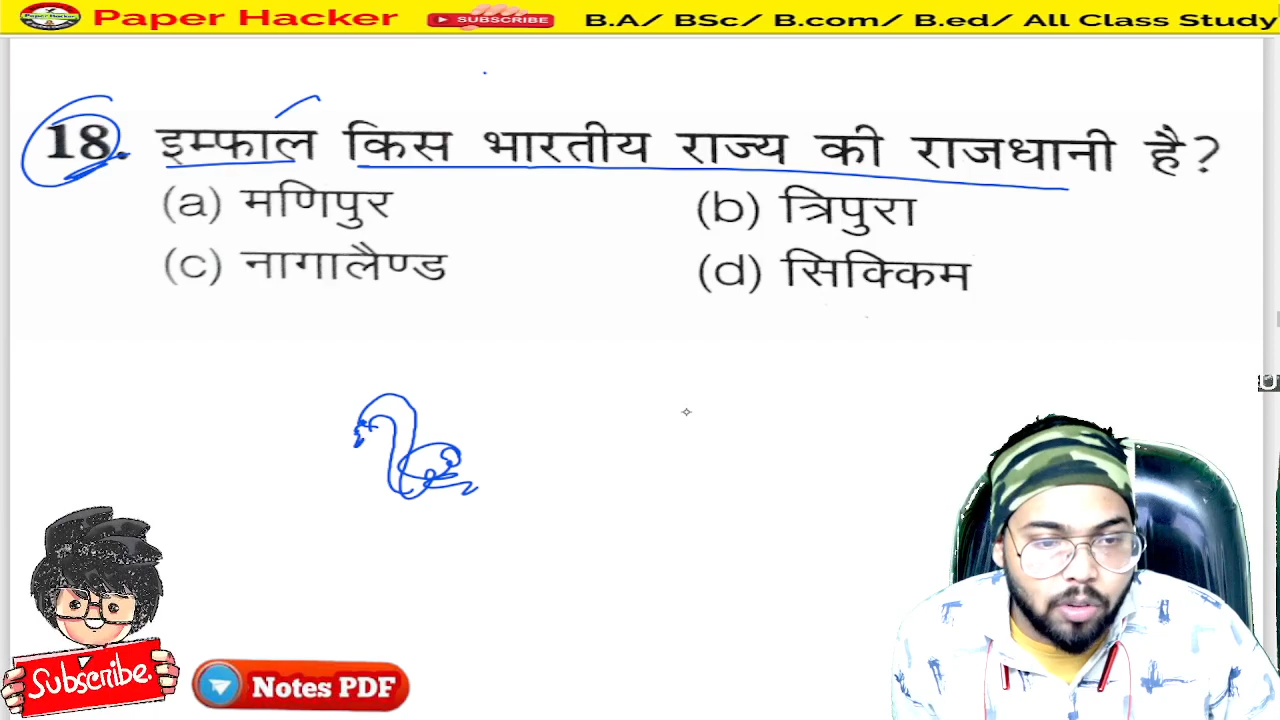 Paper Hacker SUBSCRIBE B.A/ BSc/ B.com/ B.ed/ All Class Study
18. इम्फाल किस भारतीय राज्य की राजधानी है?
(a) मणिपुर (b) त्रिपुरा
(c) नागालैण्ड (d) सिक्किम
Subscribe.
Notes PDF